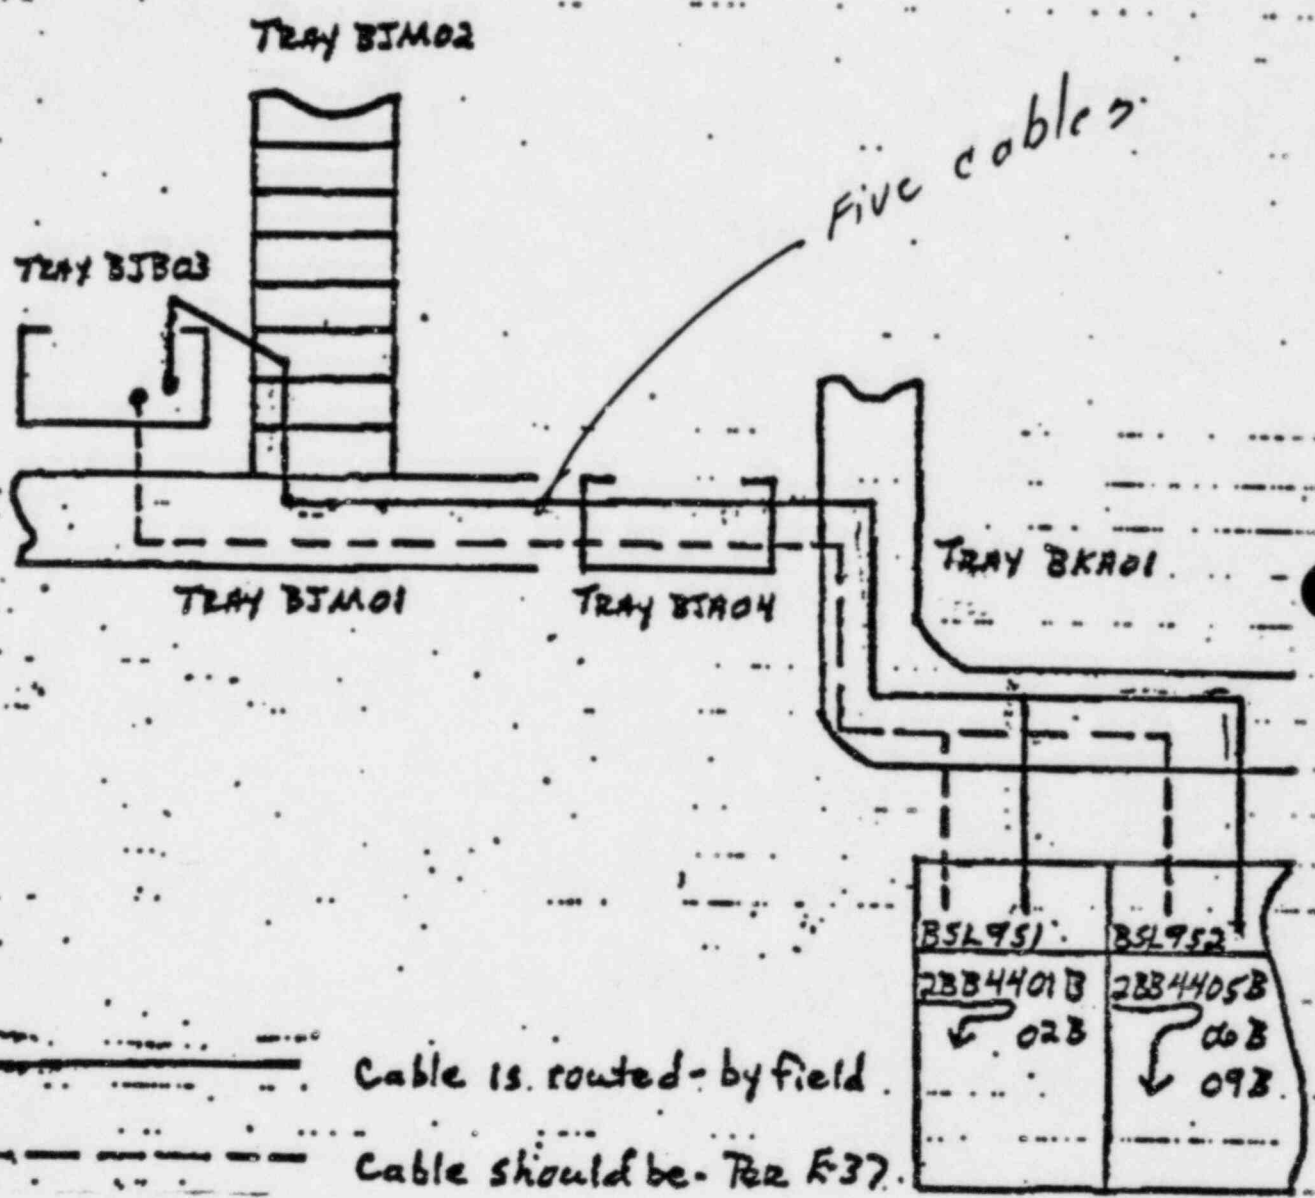 TRAY BJM02
Five cables
TRAY BJB03
TRAY BKA01
TRAY BJM01
TRAY BJA04
BSL951
BSL952
2BB4401B
2BB4405B
02B
06B
09B
Cable is routed - by field
Cable should be - Per E-37.